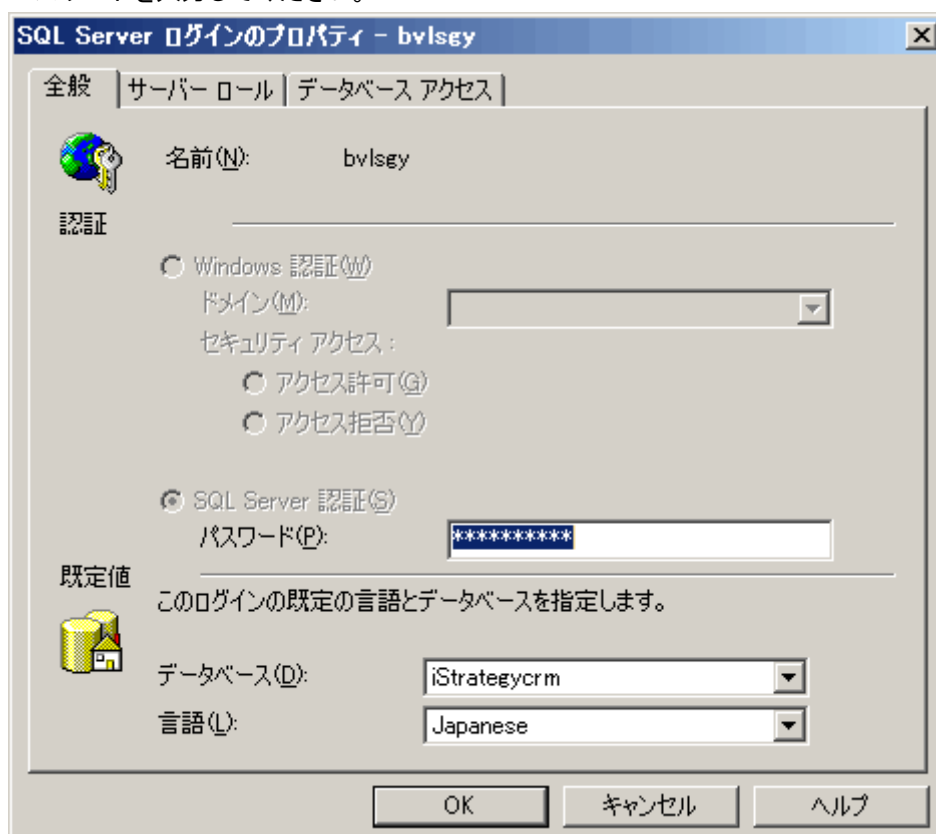 SQL Server ログインのプロパティ - bvlsgy
全般 サーバー ロール データベース アクセス
名前(N): bvlsgy
認証
Windows 認証(W)
ドメイン(M):
セキュリティ アクセス :
アクセス許可(G)
アクセス拒否(Y)
SQL Server 認証(S)
パスワード(P): **********
既定値
このログインの既定の言語とデータベースを指定します。
データベース(D): iStrategycrm
言語(L): Japanese
OK キャンセル ヘルプ